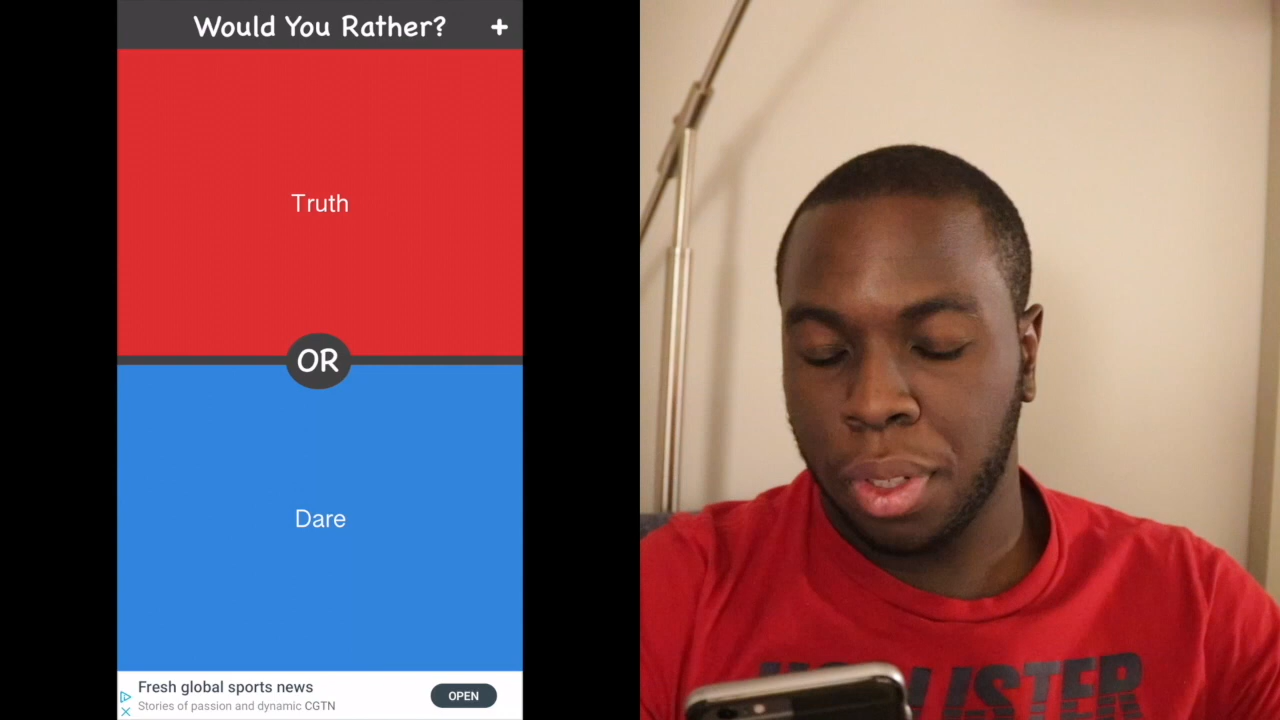 Would You Rather? +
Truth
OR
Dare
Fresh global sports news
Stories of passion and dynamic CGTN
OPEN